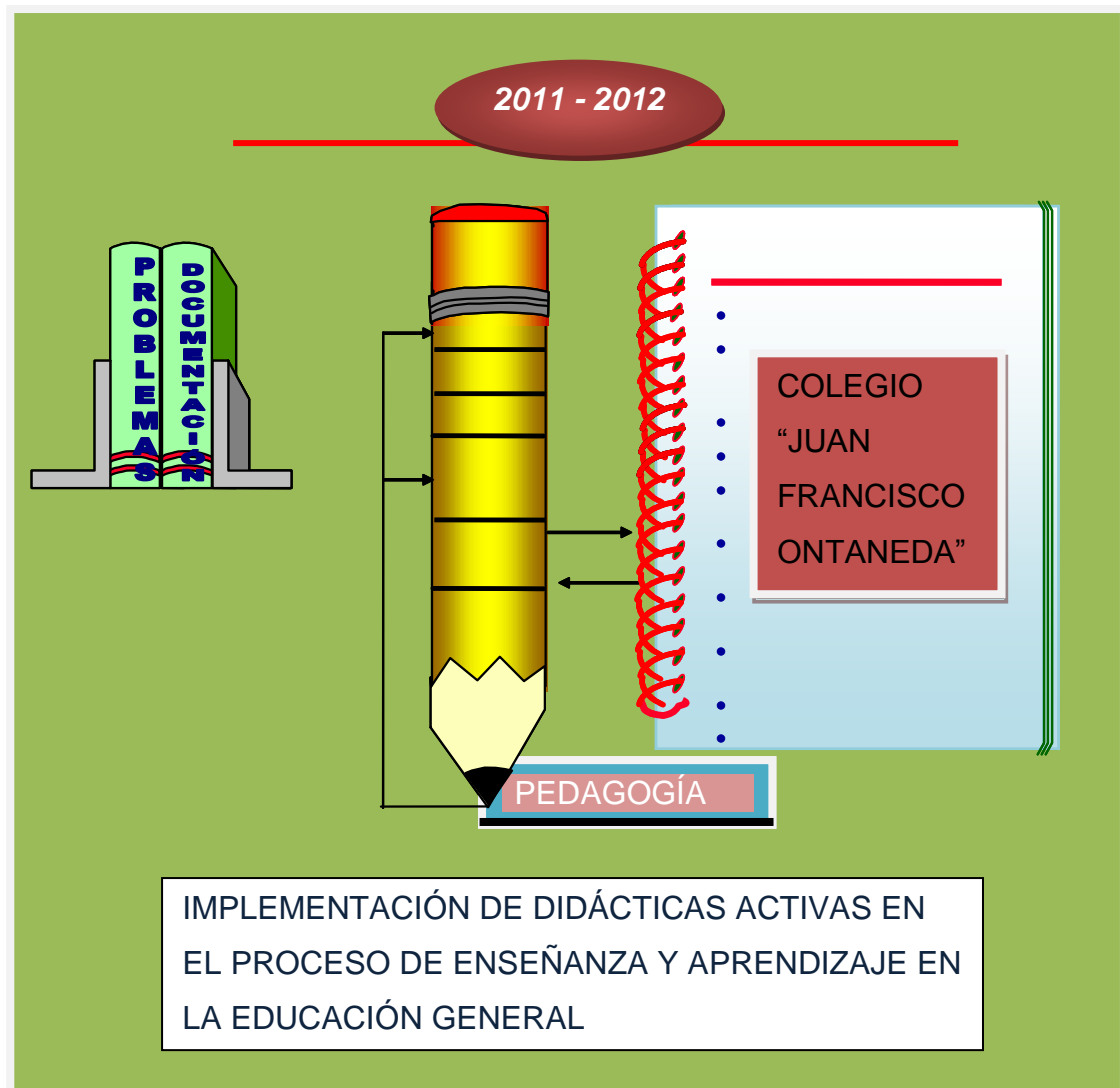 2011 - 2012
PROBLEMAS
DOCUMENTACIÓN
COLEGIO
“JUAN
FRANCISCO
ONTANEDA”
PEDAGOGÍA
IMPLEMENTACIÓN DE DIDÁCTICAS ACTIVAS EN
EL PROCESO DE ENSEÑANZA Y APRENDIZAJE EN
LA EDUCACIÓN GENERAL